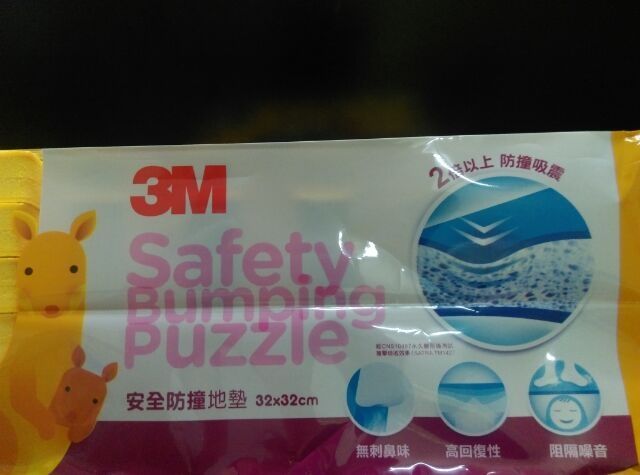 3M
Safety
Bumping
Puzzle
安全防撞地墊 32x32cm
2倍以上 防撞吸震
無刺鼻味
高回復性
阻隔噪音